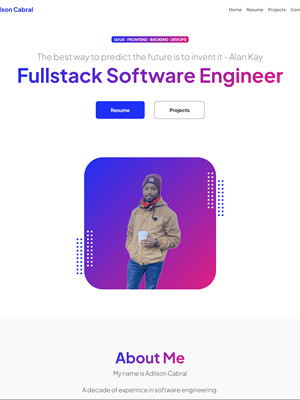 lson Cabral
Home Resume Projects Con
UI/UX · FRONTEND · BACKEND · DEVOPS
The best way to predict the future is to invent it - Alan Kay
Fullstack Software Engineer
Resume
Projects
About Me
My name is Adilson Cabral
A decade of experince in software engineering.